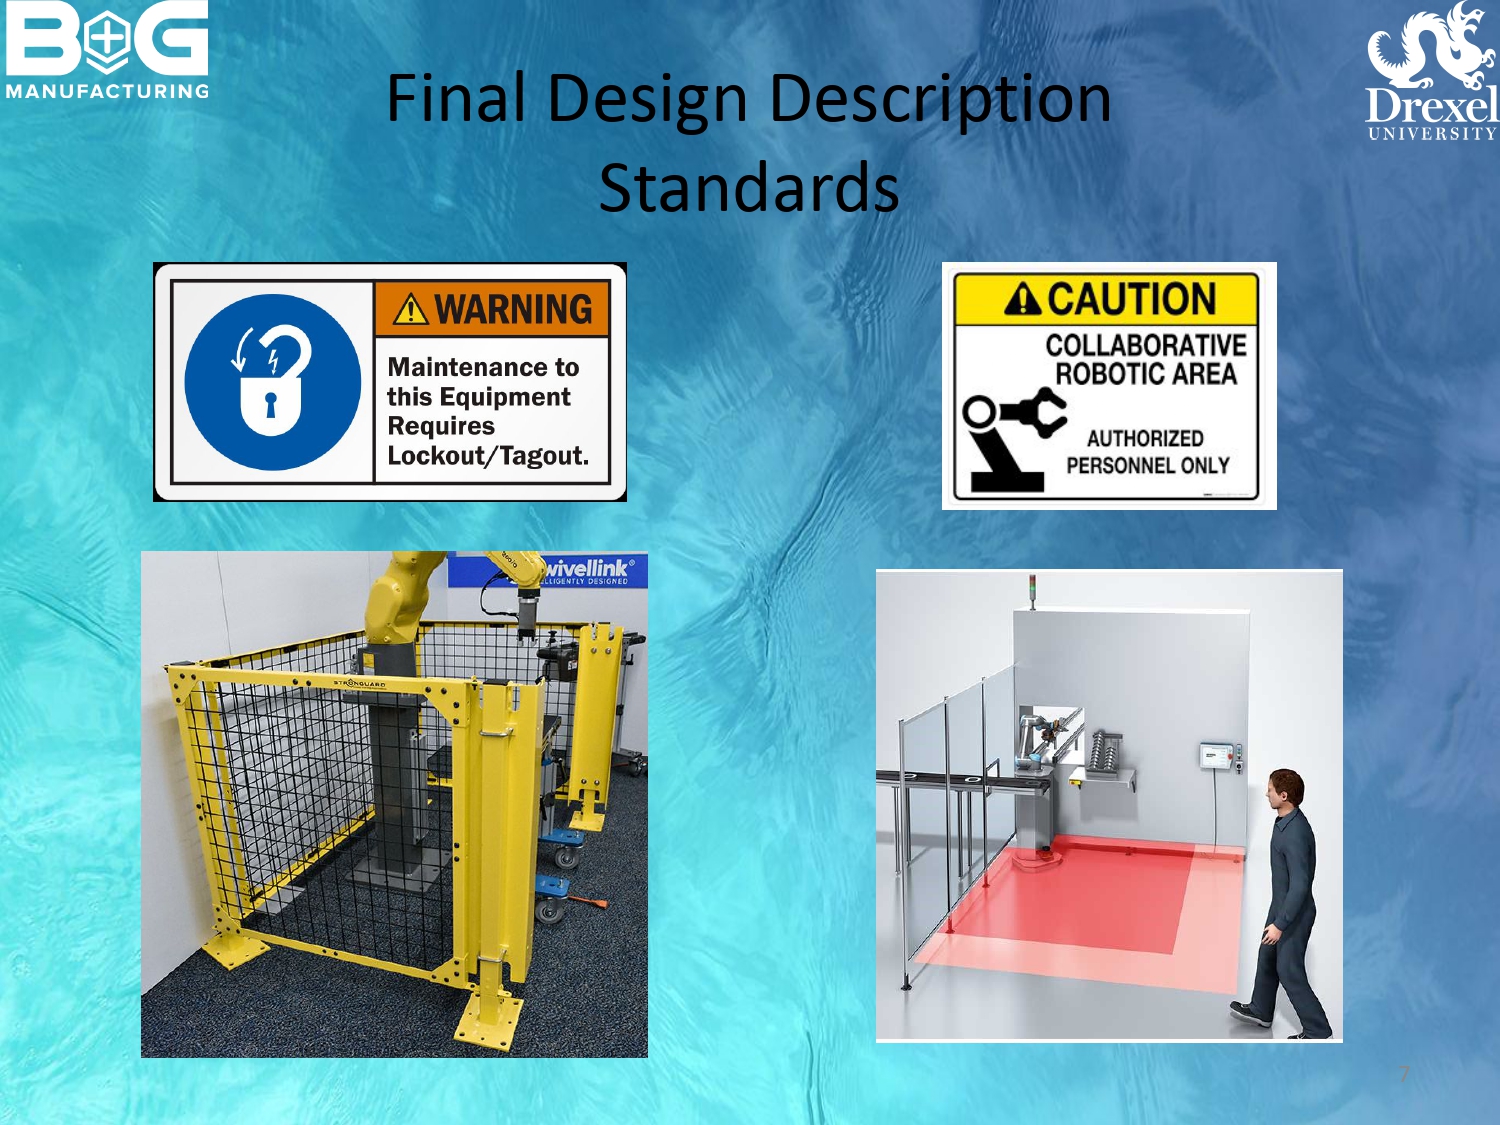 B+G
MANUFACTURING
Drexel
UNIVERSITY
Final Design Description
Standards
WARNING
Maintenance to
this Equipment
Requires
Lockout/Tagout.
CAUTION
COLLABORATIVE
ROBOTIC AREA
AUTHORIZED
PERSONNEL ONLY
wivellink®
LLIGENTLY DESIGNED
STRONGUARD
7